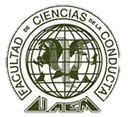 FACULTAD DE CIENCIAS DE LA CONDUCTA
UAEM